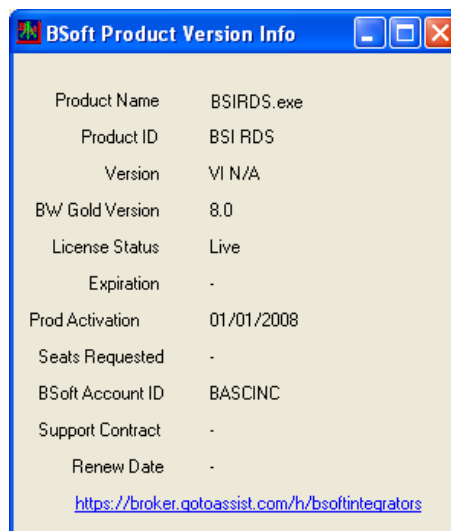 BSoft Product Version Info
Product Name BSIRDS.exe
Product ID BSI RDS
Version VI N/A
BW Gold Version 8.0
License Status Live
Expiration -
Prod Activation 01/01/2008
Seats Requested -
BSoft Account ID BASCINC
Support Contract -
Renew Date -
https://broker.gotoassist.com/h/bsoftintegrators